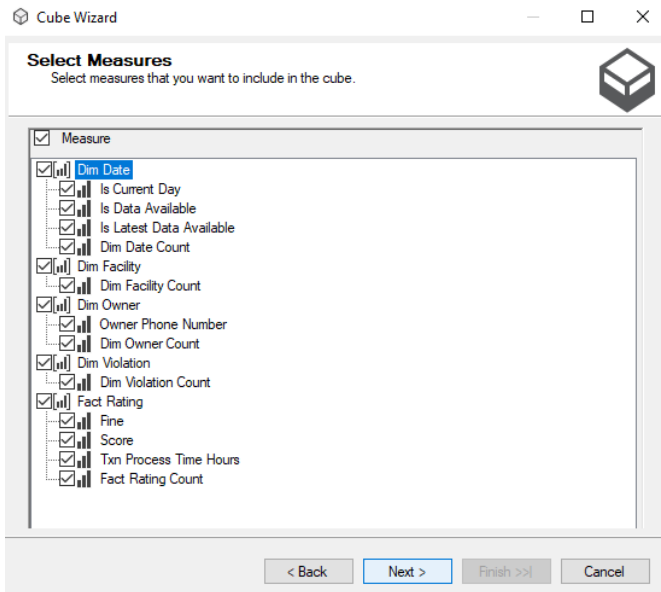 Cube Wizard
Select Measures
Select measures that you want to include in the cube.
Measure
Dim Date
Is Current Day
Is Data Available
Is Latest Data Available
Dim Date Count
Dim Facility
Dim Facility Count
Dim Owner
Owner Phone Number
Dim Owner Count
Dim Violation
Dim Violation Count
Fact Rating
Fine
Score
Txn Process Time Hours
Fact Rating Count
< Back Next > Finish >>| Cancel